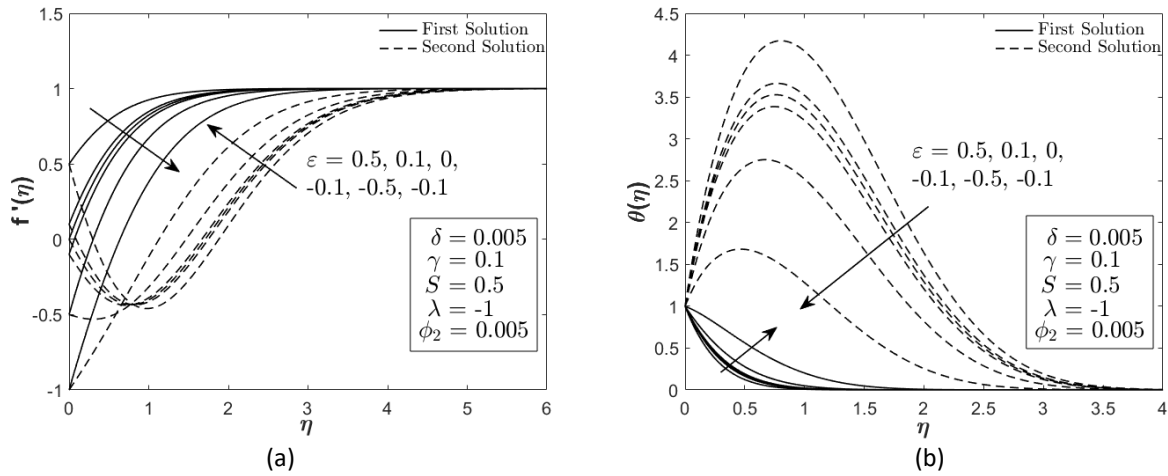 1.5
1
0.5
0
-0.5
-1
f '(η)
0 1 2 3 4 5 6
η
First Solution
Second Solution
ε = 0.5, 0.1, 0,
-0.1, -0.5, -0.1
δ = 0.005
γ = 0.1
S = 0.5
λ = -1
ϕ₂ = 0.005
(a)
4.5
4
3.5
3
2.5
2
1.5
1
0.5
0
θ(η)
0 0.5 1 1.5 2 2.5 3 3.5 4
η
First Solution
Second Solution
ε = 0.5, 0.1, 0,
-0.1, -0.5, -0.1
δ = 0.005
γ = 0.1
S = 0.5
λ = -1
ϕ₂ = 0.005
(b)